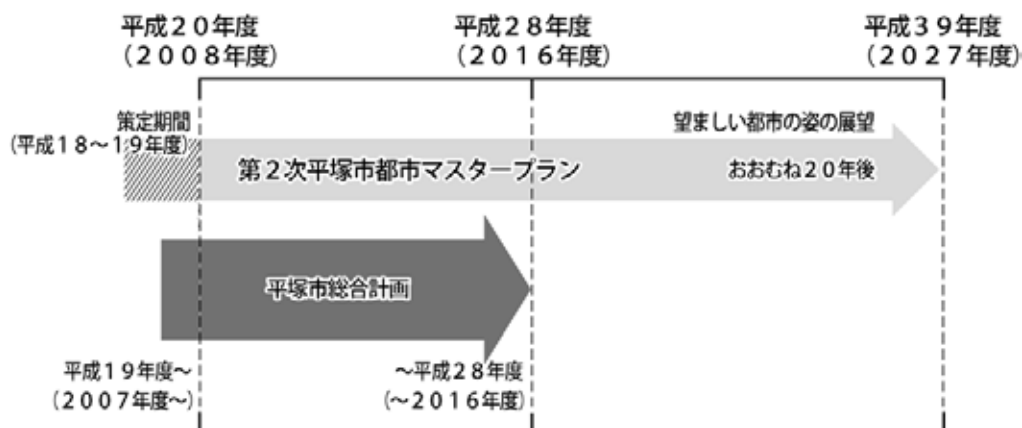 平成２０年度
（２００８年度）
平成２８年度
（２０１６年度）
平成３９年度
（２０２７年度）
策定期間
（平成１８～１９年度）
望ましい都市の姿の展望
第２次平塚市都市マスタープラン
おおむね２０年後
平塚市総合計画
平成１９年度～
（２００７年度～）
～平成２８年度
（～２０１６年度）